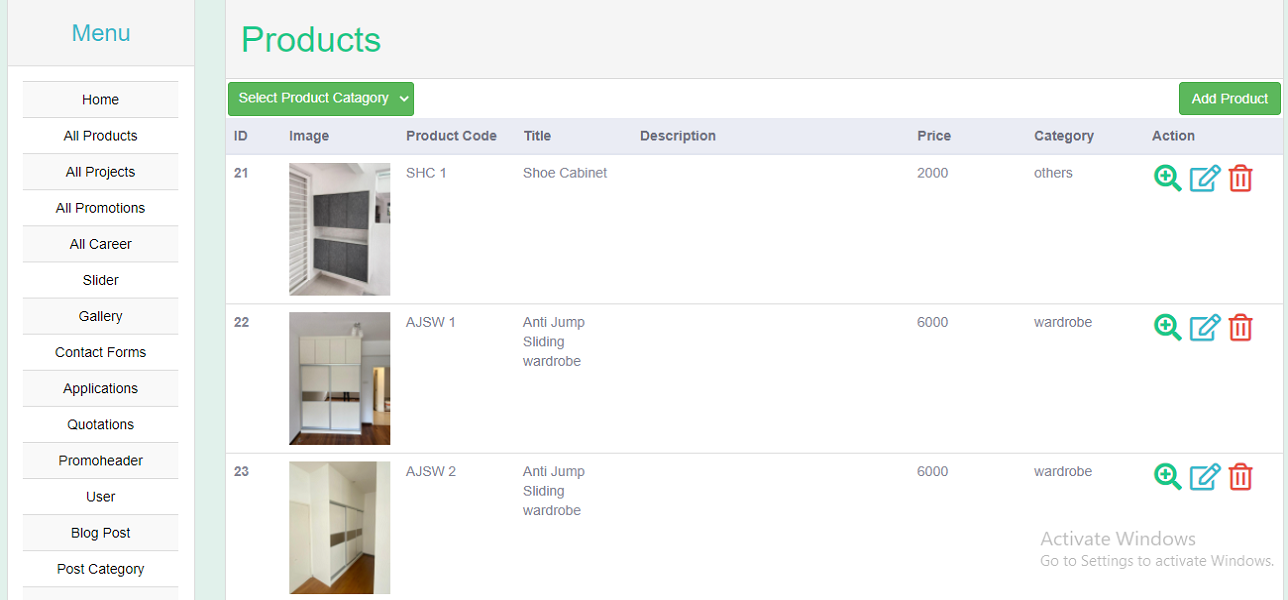 Menu
Home
All Products
All Projects
All Promotions
All Career
Slider
Gallery
Contact Forms
Applications
Quotations
Promoheader
User
Blog Post
Post Category
Products
Select Product Catagory
Add Product
ID Image Product Code Title Description Price Category Action
21 SHC 1 Shoe Cabinet 2000 others
22 AJSW 1 Anti Jump 6000 wardrobe
Sliding
wardrobe
23 AJSW 2 Anti Jump 6000 wardrobe
Sliding
wardrobe
Activate Windows
Go to Settings to activate Windows.